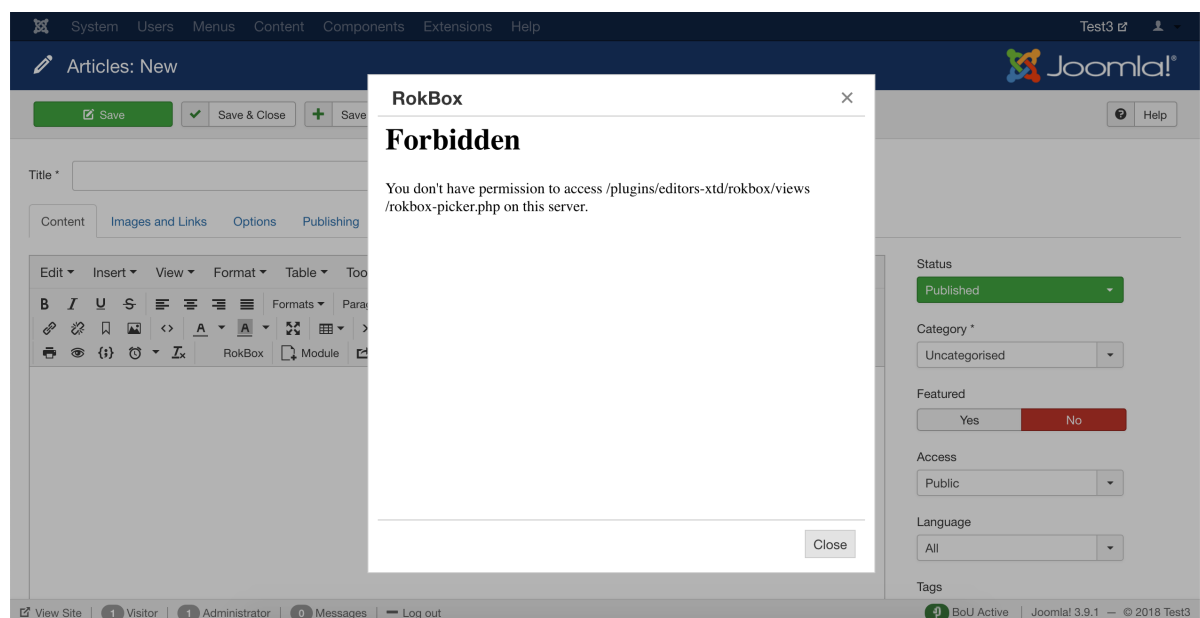 System Users Menus Content Components Extensions Help Test3
Articles: New
Joomla!®
Save Save & Close Save
Help
RokBox ×
Forbidden
You don't have permission to access /plugins/editors-xtd/rokbox/views
/rokbox-picker.php on this server.
Close
Title *
Content Images and Links Options Publishing
Edit Insert View Format Table Too
B I U S Formats Parag
A A
RokBox Module
Status
Published
Category *
Uncategorised
Featured
Yes No
Access
Public
Language
All
Tags
View Site 1 Visitor 1 Administrator 0 Messages Log out
BoU Active Joomla! 3.9.1 — © 2018 Test3